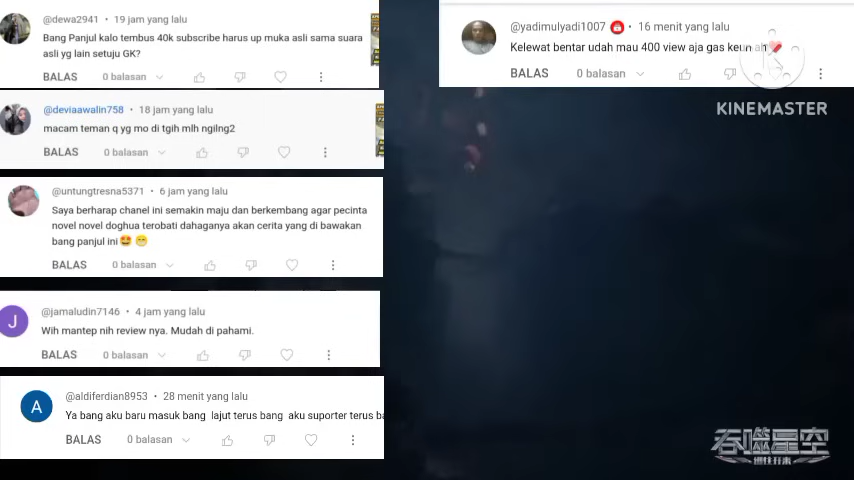 @dewa2941 • 19 jam yang lalu
Bang Panjul kalo tembus 40k subscribe harus up muka asli sama suara
asli yg lain setuju GK?
BALAS 0 balasan
@deviaawalin758 • 18 jam yang lalu
macam teman q yg mo di tgih mlh ngilng2
BALAS 0 balasan
@untungtresna5371 • 6 jam yang lalu
Saya berharap chanel ini semakin maju dan berkembang agar pecinta
novel novel doghua terobati dahaganya akan cerita yang di bawakan
bang panjul ini🤩 😁
BALAS 0 balasan
J
@jamaludin7146 • 4 jam yang lalu
Wih mantep nih review nya. Mudah di pahami.
BALAS 0 balasan
A
@aldiferdian8953 • 28 menit yang lalu
Ya bang aku baru masuk bang lajut terus bang aku suporter terus ba
BALAS 0 balasan
@yadimulyadi1007 • 16 menit yang lalu
Kelewat bentar udah mau 400 view aja gas keun
BALAS 0 balasan
KINEMASTER
吞噬星空